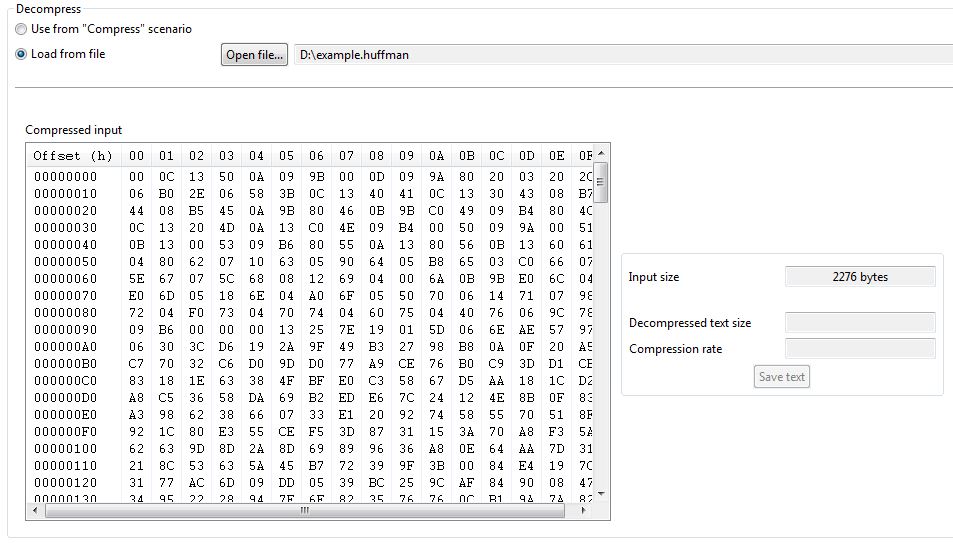 Decompress
Use from "Compress" scenario
Load from file
Open file...
D:\example.huffman
Compressed input
Offset (h) 00 01 02 03 04 05 06 07 08 09 0A 0B 0C 0D 0E 0F
00000000 00 0C 13 50 0A 09 9B 00 0D 09 9A 80 20 03 20 2C
00000010 06 B0 2E 06 58 3B 0C 13 40 41 0C 13 30 43 08 B7
00000020 44 08 B5 45 0A 9B 80 46 0B 9B C0 49 09 B4 80 4C
00000030 0C 13 20 4D 0A 13 C0 4E 09 B4 00 50 09 9A 00 51
00000040 0B 13 00 53 09 B6 80 55 0A 13 80 56 0B 13 60 61
00000050 04 80 62 07 10 63 05 90 64 05 B8 65 03 C0 66 07
00000060 5E 67 07 5C 68 08 12 69 04 00 6A 0B 9B E0 6C 04
00000070 E0 6D 05 18 6E 04 A0 6F 05 50 70 06 14 71 07 98
00000080 72 04 F0 73 04 70 74 04 60 75 04 40 76 06 9C 78
00000090 09 B6 00 00 00 13 25 7E 19 01 5D 06 6E AE 57 97
000000A0 06 30 3C D6 19 2A 9F 49 B3 27 98 B8 0A 0F 20 A5
000000B0 C7 70 32 C6 D0 9D D0 77 A9 CE 76 B0 C9 3D D1 CE
000000C0 83 18 1E 63 38 4F BF E0 C3 58 67 D5 AA 18 1C D2
000000D0 A8 C5 36 58 DA 69 B2 ED E6 7C 24 12 4E 8B 0F 83
000000E0 A3 98 62 38 66 07 33 E1 20 92 74 58 55 70 51 8F
000000F0 92 1C 80 E3 55 CE F5 3D 87 31 15 3A 70 A8 F3 5A
00000100 62 63 9D 8D 2A 8D 69 89 96 36 A8 0E 64 AA 7D 31
00000110 21 8C 53 63 5A 45 B7 72 39 9F 3B 00 84 E4 19 7C
00000120 31 77 AC 6D 09 DD 05 39 BC 25 9C AF 84 90 08 47
00000130 34 95 22 28 94 7F 6F 82 35 76 76 0C B1 9A 7A 82
Input size
2276 bytes
Decompressed text size
Compression rate
Save text